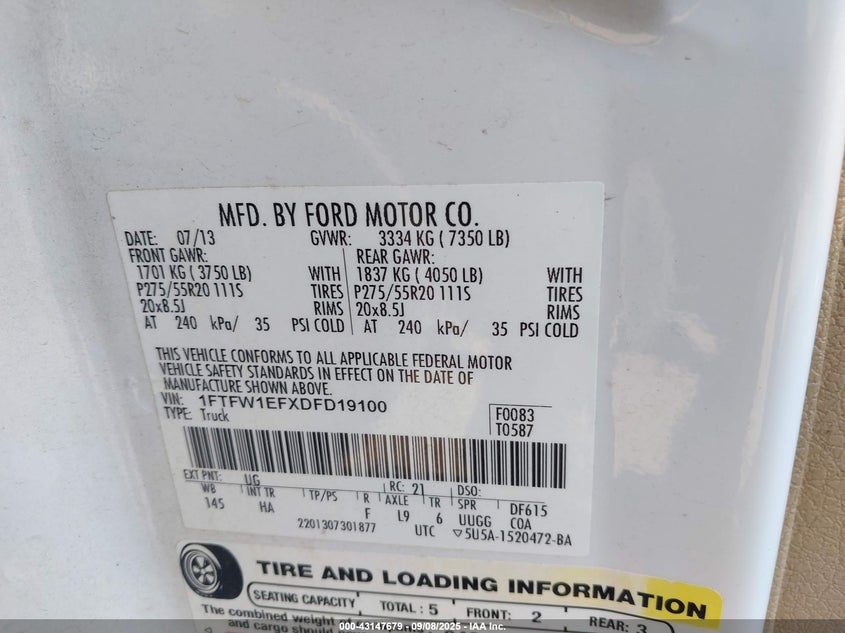 MFD. BY FORD MOTOR CO.
DATE: 07/13 GVWR: 3334 KG ( 7350 LB)
FRONT GAWR: REAR GAWR:
1701 KG ( 3750 LB) WITH 1837 KG ( 4050 LB) WITH
P275/55R20 111S TIRES P275/55R20 111S TIRES
20x8.5J RIMS 20x8.5J RIMS
AT 240 kPa/ 35 PSI COLD AT 240 kPa/ 35 PSI COLD
THIS VEHICLE CONFORMS TO ALL APPLICABLE FEDERAL MOTOR
VEHICLE SAFETY STANDARDS IN EFFECT ON THE DATE OF
MANUFACTURE SHOWN ABOVE.
VIN: 1FTFW1EFXDFD19100 F0083
TYPE: Truck T0587
EXT PNT: UG RC: 21 DSO:
WB INT TR TP/PS R AXLE TR SPR DF615
145 HA F L9 6 UUGG COA
2201307301877 UTC ▽5U5A-1520472-BA
TIRE AND LOADING INFORMATION
SEATING CAPACITY TOTAL : 5 FRONT: 2 REAR: 3
The combined weight
and cargo should
000-43147679 - 09/08/2025 - IAA Inc.